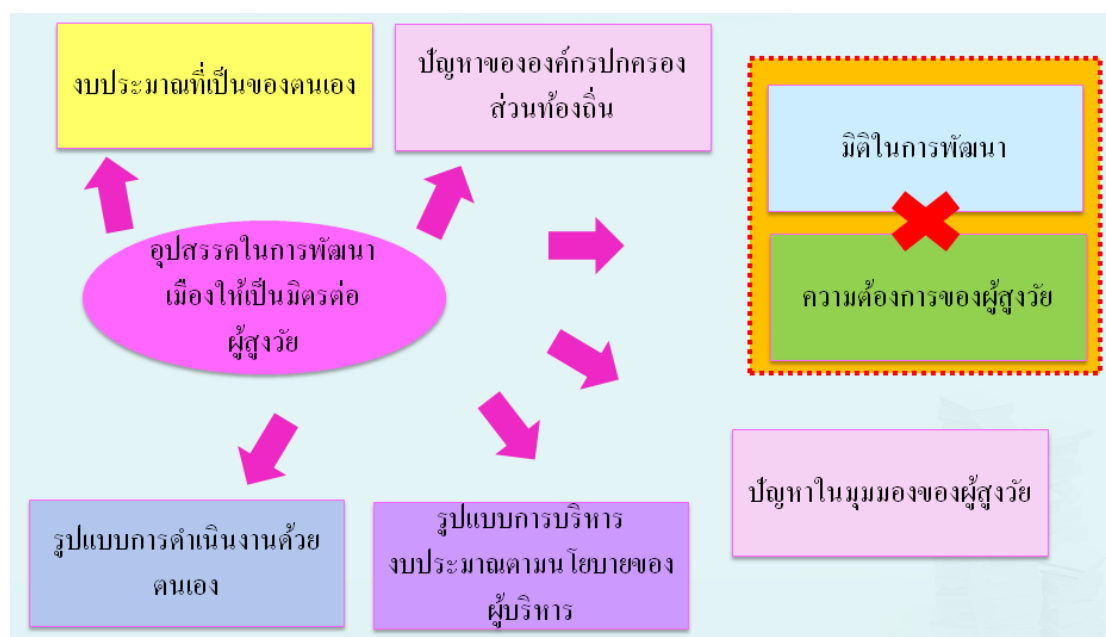 งบประมาณที่เป็นของตนเอง
ปัญหาขององค์กรปกครอง
ส่วนท้องถิ่น
มิติในการพัฒนา
ความต้องการของผู้สูงวัย
อุปสรรคในการพัฒนา
เมืองให้เป็นมิตรต่อ
ผู้สูงวัย
ปัญหาในมุมมองของผู้สูงวัย
รูปแบบการดำเนินงานด้วย
ตนเอง
รูปแบบการบริหาร
งบประมาณตามนโยบายของ
ผู้บริหาร